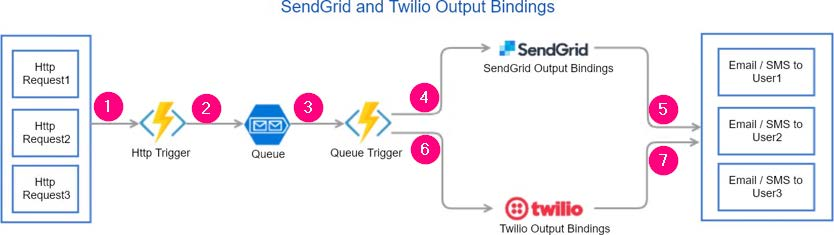 SendGrid and Twilio Output Bindings
Http
Request1
Http
Request2
Http
Request3
1
Http Trigger
2
Queue
3
Queue Trigger
4
SendGrid
SendGrid Output Bindings
5
6
twilio
Twilio Output Bindings
7
Email / SMS to
User1
Email / SMS to
User2
Email / SMS to
User3